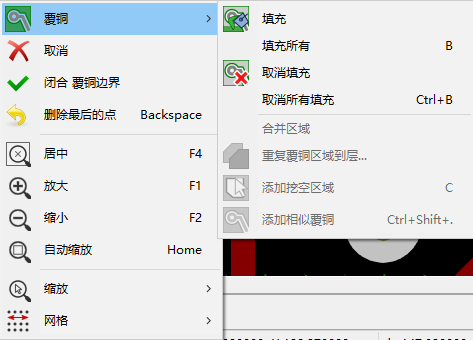 覆铜
取消
闭合 覆铜边界
删除最后的点 Backspace
居中 F4
放大 F1
缩小 F2
自动缩放 Home
缩放
网格
填充
填充所有 B
取消填充
取消所有填充 Ctrl+B
合并区域
重复覆铜区域到层...
添加挖空区域 C
添加相似覆铜 Ctrl+Shift+.